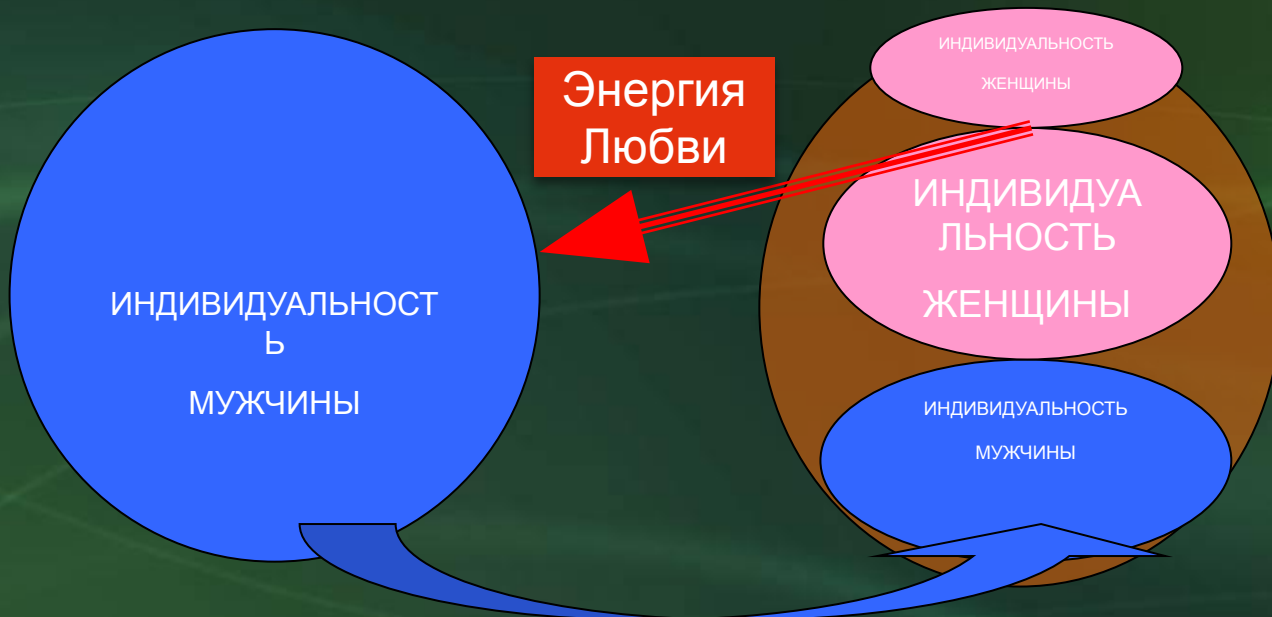 ИНДИВИДУАЛЬНОСТ
Ь
МУЖЧИНЫ
Энергия
Любви
ИНДИВИДУАЛЬНОСТЬ
ЖЕНЩИНЫ
ИНДИВИДУА
ЛЬНОСТЬ
ЖЕНЩИНЫ
ИНДИВИДУАЛЬНОСТЬ
МУЖЧИНЫ